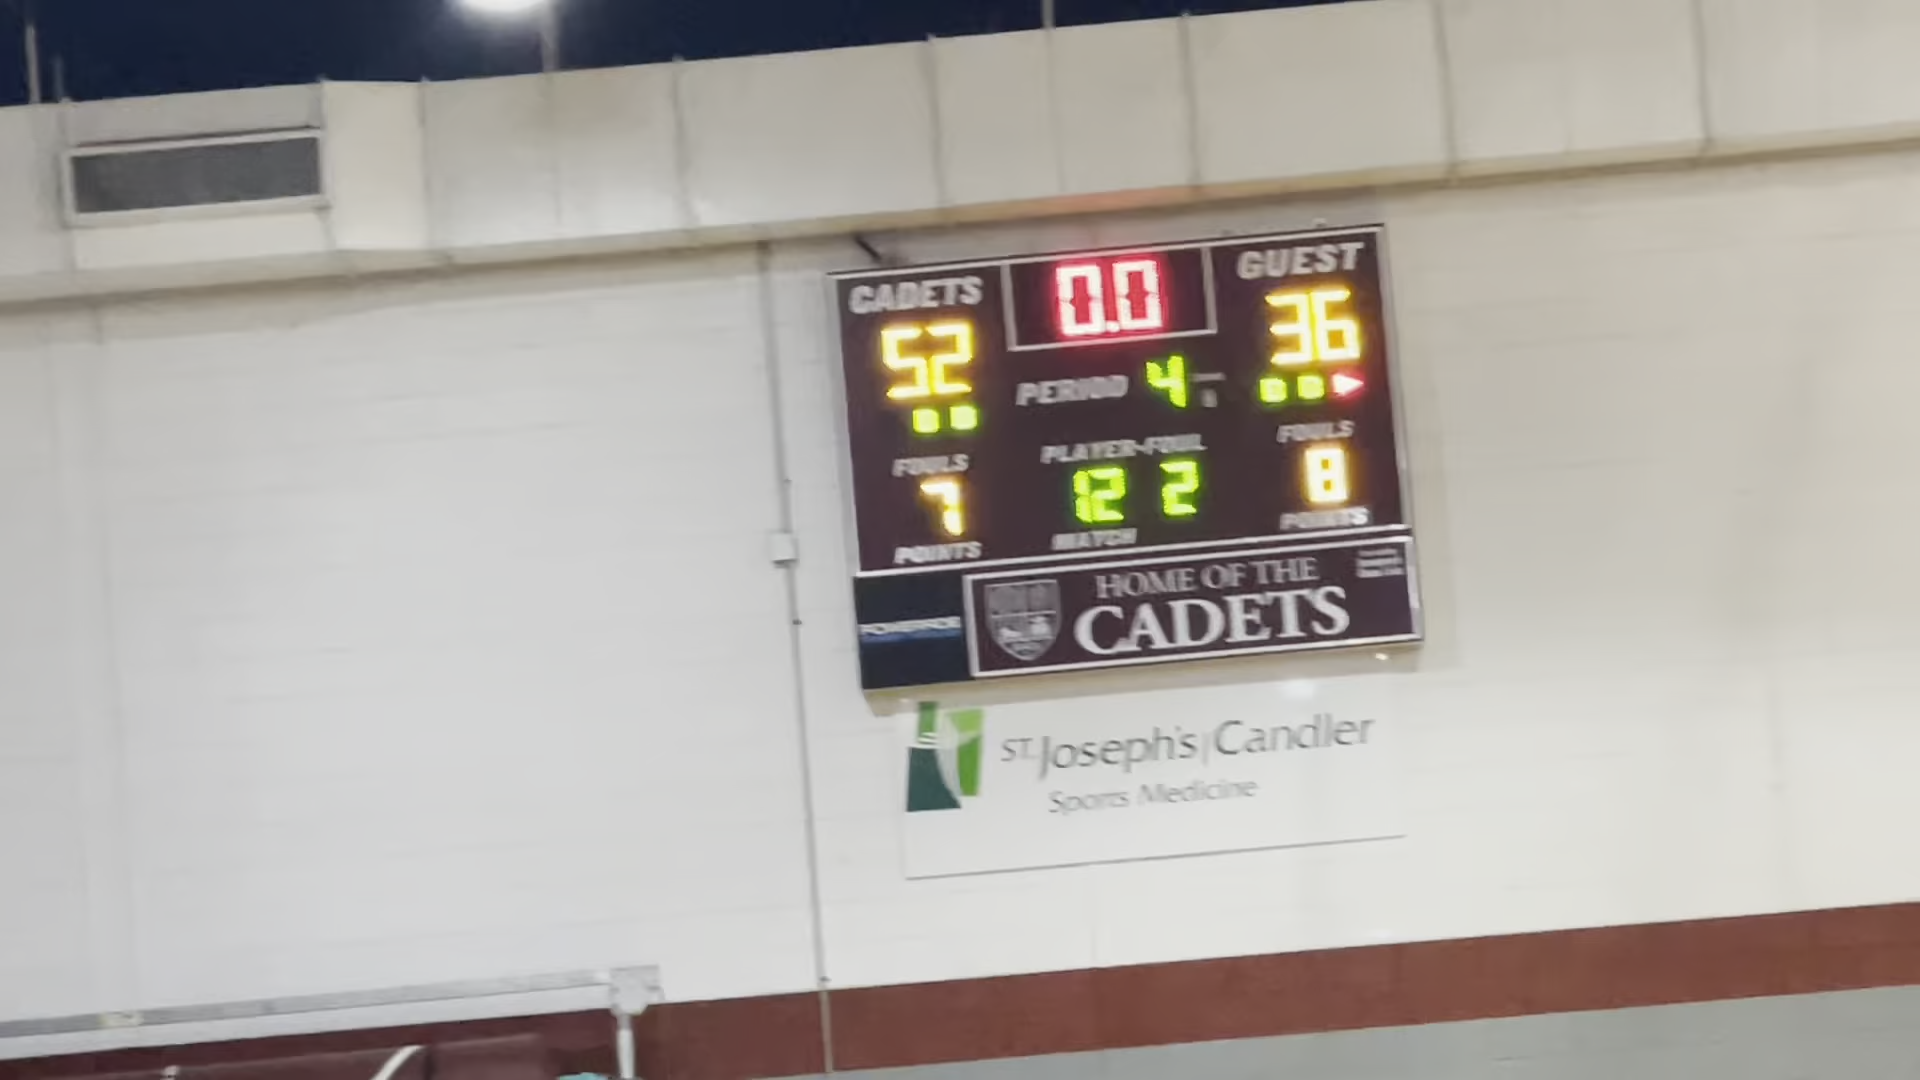 CADETS 0.0 GUEST
52 36
PERIOD 4
FOULS PLAYER-FOUL FOULS
7 12 2 8
POINTS MATCH POINTS
HOME OF THE
CADETS
ST. Joseph's | Candler
Sports Medicine